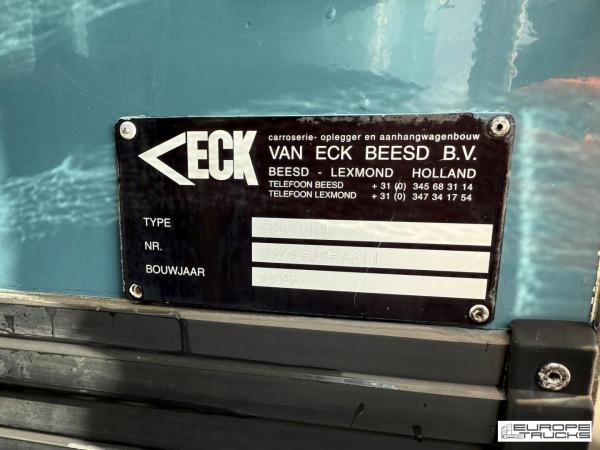 <ECK
carroserie- oplegger en aanhangwagenbouw
VAN ECK BEESD B.V.
BEESD - LEXMOND HOLLAND
TELEFOON BEESD + 31 (0) 345 68 31 14
TELEFOON LEXMOND + 31 (0) 347 34 17 54
TYPE
NR.
BOUWJAAR
EUROPE
TRUCKS